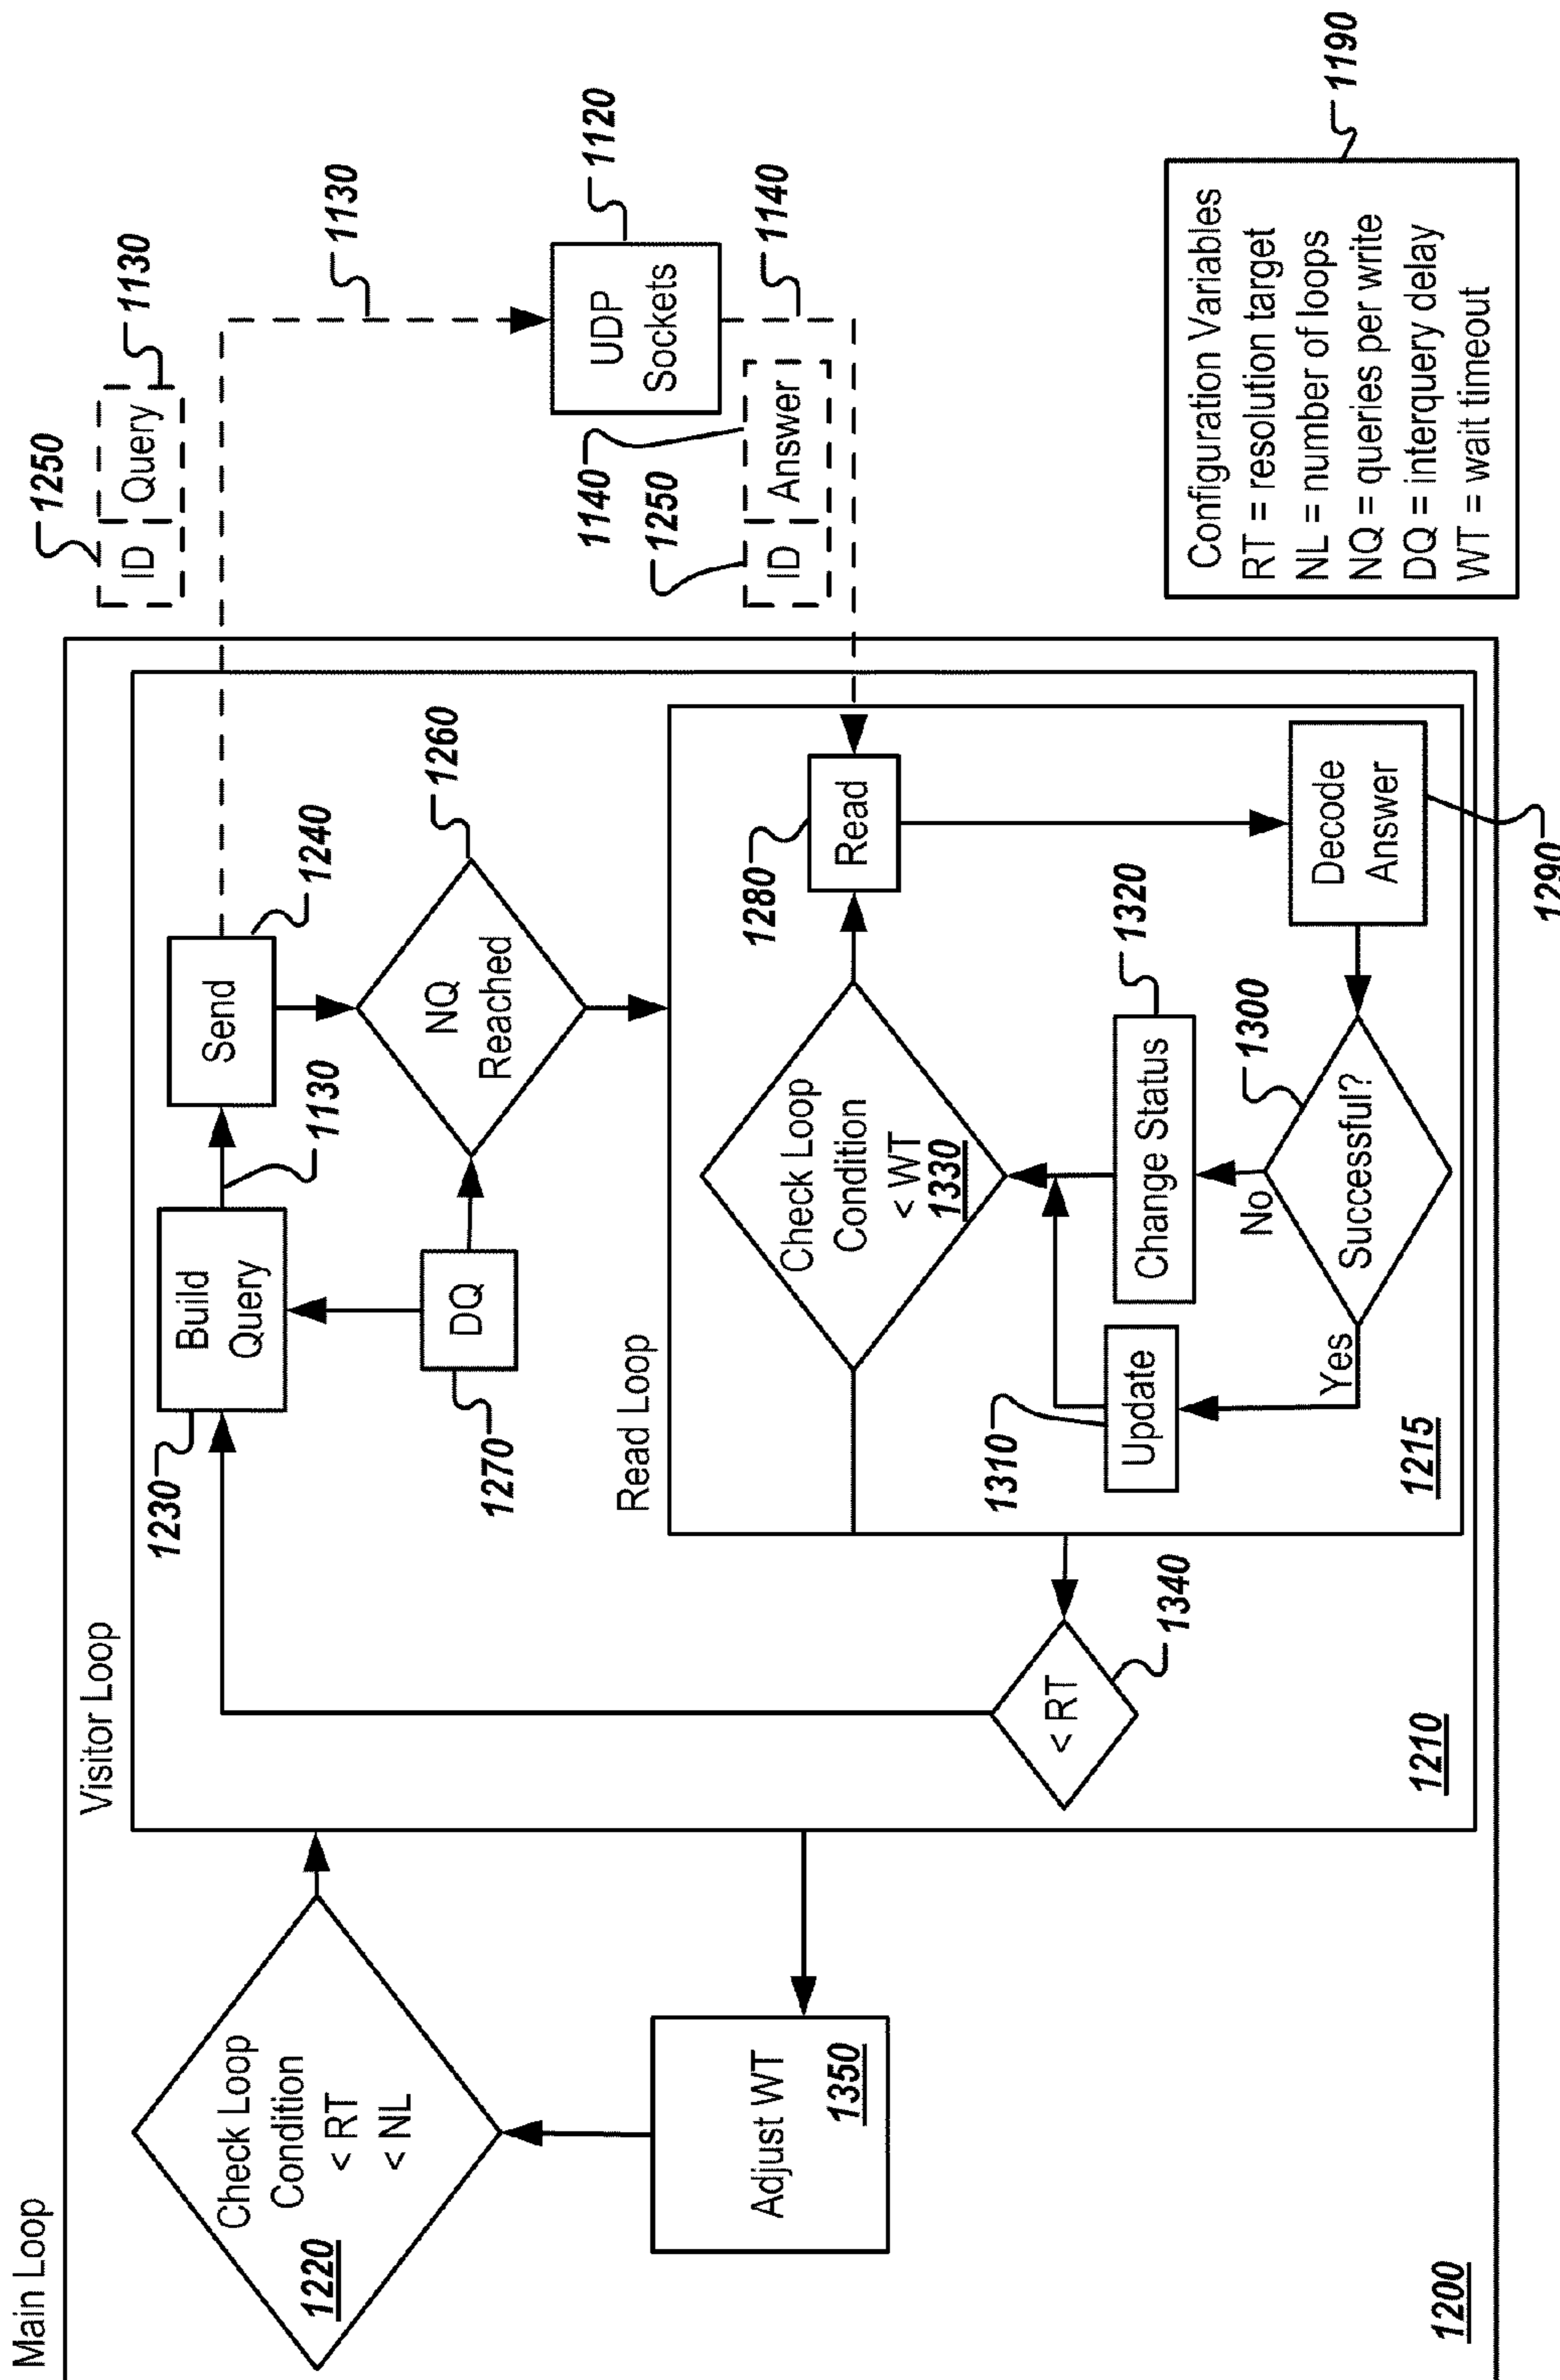 Main Loop
Visitor Loop
1250
ID
Query
1130
1130
1230
Build
Query
1130
Send
1240
UDP
Sockets
1120
Check Loop
Condition
< RT
< NL
1220
DQ
1270
NQ
Reached
1260
1140
1250
ID
Answer
1140
Read Loop
Check Loop
Condition
< WT
1330
1280
Read
Adjust WT
1350
< RT
1340
1310
Update
Change Status
1320
Yes
No
Successful?
1300
Decode
Answer
1290
1215
1210
1200
Configuration Variables
RT = resolution target
NL = number of loops
NQ = queries per write
DQ = interquery delay
WT = wait timeout
1190